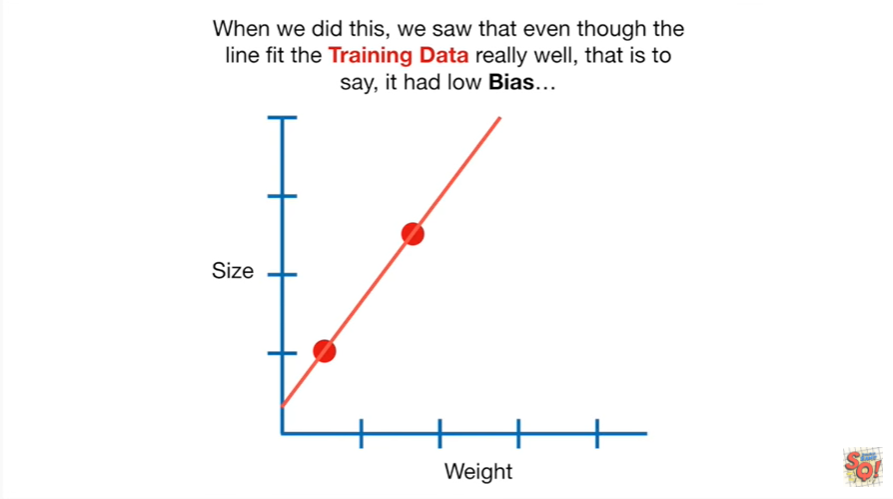 When we did this, we saw that even though the
line fit the Training Data really well, that is to
say, it had low Bias…
Size
Weight
SQ!